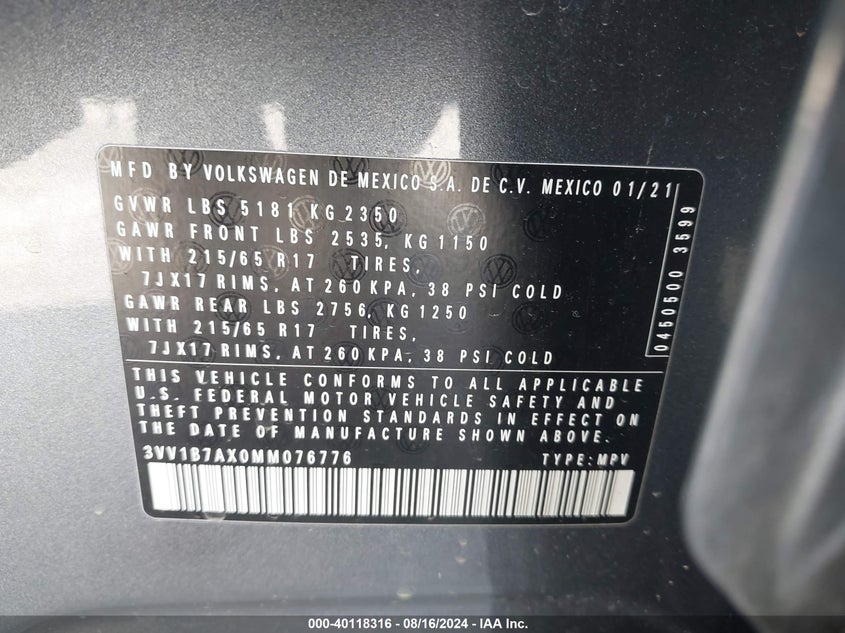 MFD BY VOLKSWAGEN DE MEXICO S.A. DE C.V. MEXICO 01/21
GVWR LBS 5181 KG 2350
GAWR FRONT LBS 2535, KG 1150
WITH 215/65 R17 TIRES,
7JX17 RIMS, AT 260 KPA, 38 PSI COLD
GAWR REAR LBS 2756, KG 1250
WITH 215/65 R17 TIRES,
7JX17 RIMS, AT 260 KPA, 38 PSI COLD
0450500 3599
THIS VEHICLE CONFORMS TO ALL APPLICABLE
U.S. FEDERAL MOTOR VEHICLE SAFETY AND
THEFT PREVENTION STANDARDS IN EFFECT ON
THE DATE OF MANUFACTURE SHOWN ABOVE.
3VV1B7AX0MM076776 TYPE: MPV
000-40118316 - 08/16/2024 - IAA Inc.